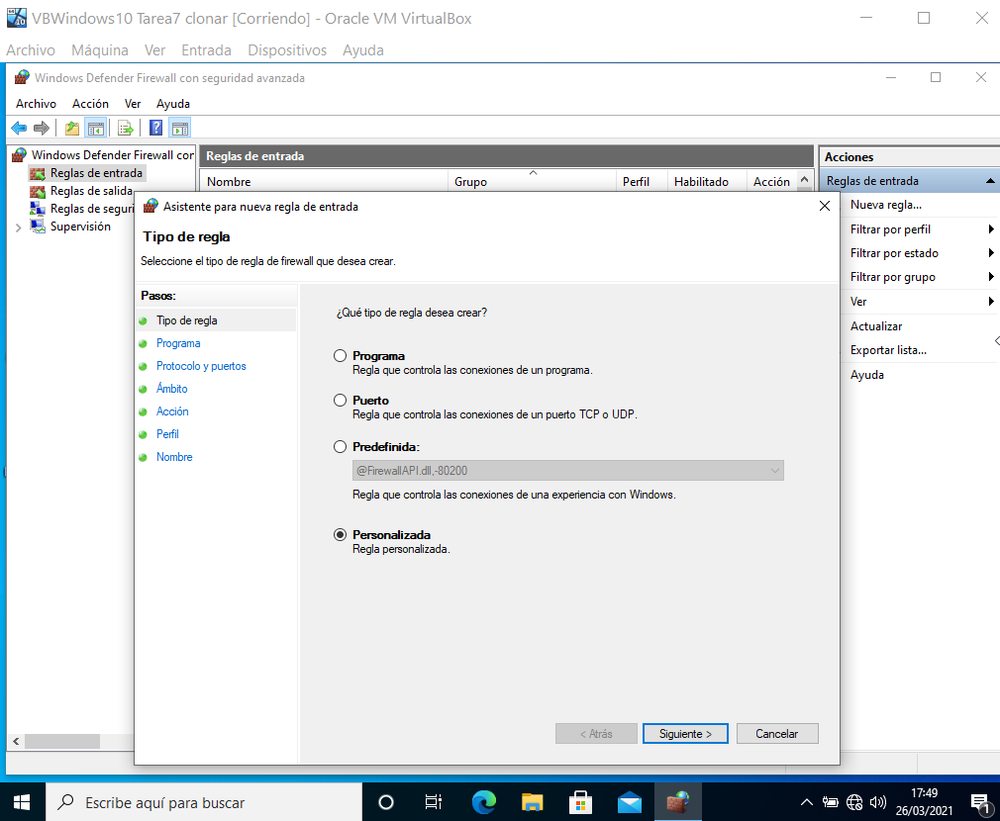 VBWindows10 Tarea7 clonar [Corriendo] - Oracle VM VirtualBox
Archivo Máquina Ver Entrada Dispositivos Ayuda
Windows Defender Firewall con seguridad avanzada
Archivo Acción Ver Ayuda
Windows Defender Firewall con
Reglas de entrada
Reglas de salida
Reglas de seguri
Supervisión
Reglas de entrada
Nombre Grupo Perfil Habilitado Acción
Acciones
Reglas de entrada
Nueva regla...
Filtrar por perfil
Filtrar por estado
Filtrar por grupo
Ver
Actualizar
Exportar lista...
Ayuda
Asistente para nueva regla de entrada
Tipo de regla
Seleccione el tipo de regla de firewall que desea crear.
Pasos:
Tipo de regla
Programa
Protocolo y puertos
Ámbito
Acción
Perfil
Nombre
¿Qué tipo de regla desea crear?
Programa
Regla que controla las conexiones de un programa.
Puerto
Regla que controla las conexiones de un puerto TCP o UDP.
Predefinida:
@FirewallAPI.dll,-80200
Regla que controla las conexiones de una experiencia con Windows.
Personalizada
Regla personalizada.
< Atrás Siguiente > Cancelar
Escribe aquí para buscar
17:49
26/03/2021
1